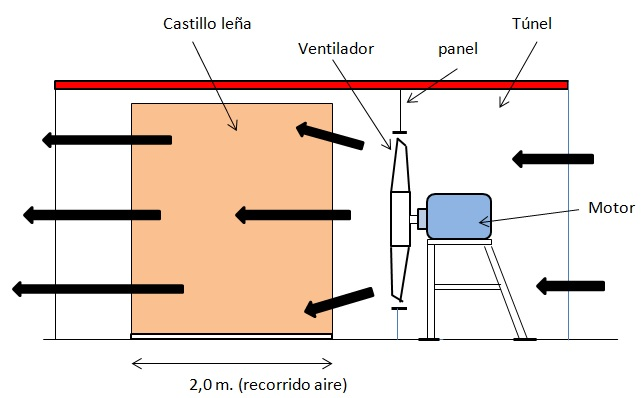 Castillo leña
Ventilador
panel
Túnel
Motor
2,0 m. (recorrido aire)